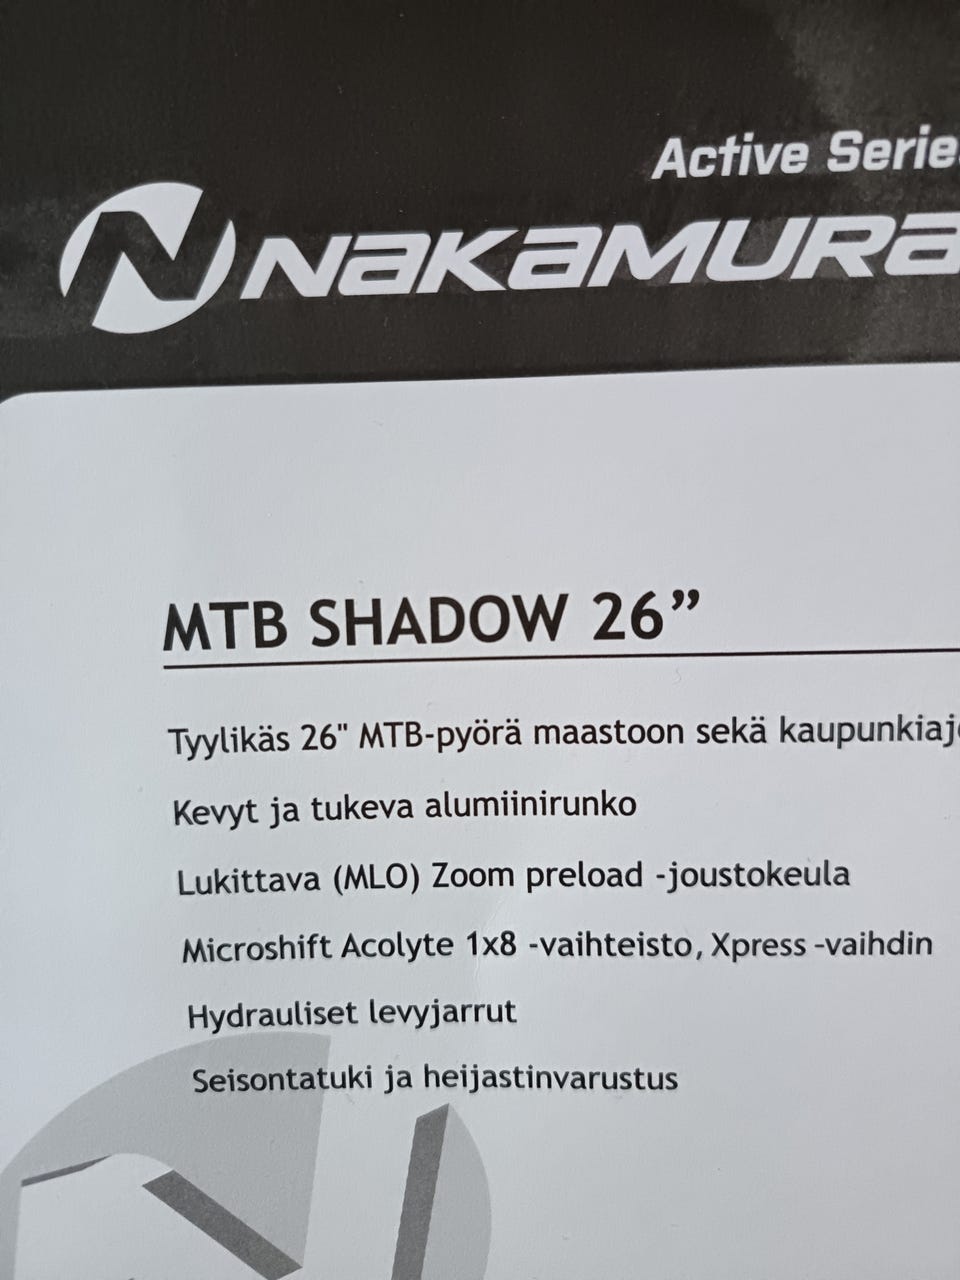 Active Serie
NAKAMURA
MTB SHADOW 26”
Tyylikäs 26" MTB-pyörä maastoon sekä kaupunkiaj
Kevyt ja tukeva alumiinirunko
Lukittava (MLO) Zoom preload -joustokeula
Microshift Acolyte 1x8 -vaihteisto, Xpress -vaihdin
Hydrauliset levyjarrut
Seisontatuki ja heijastinvarustus